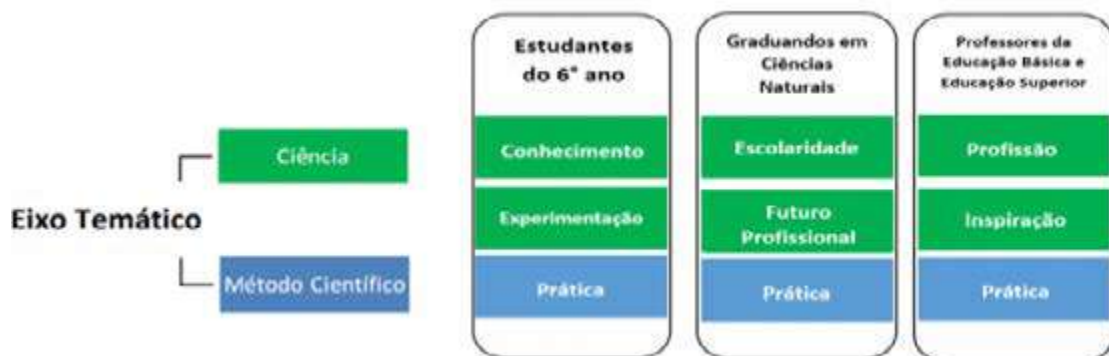 Eixo Temático
Ciência
Método Científico
Estudantes
do 6° ano
Conhecimento
Experimentação
Prática
Graduandos em
Ciências
Naturais
Escolaridade
Futuro
Profissional
Prática
Professores da
Educação Básica e
Educação Superior
Profissão
Inspiração
Prática